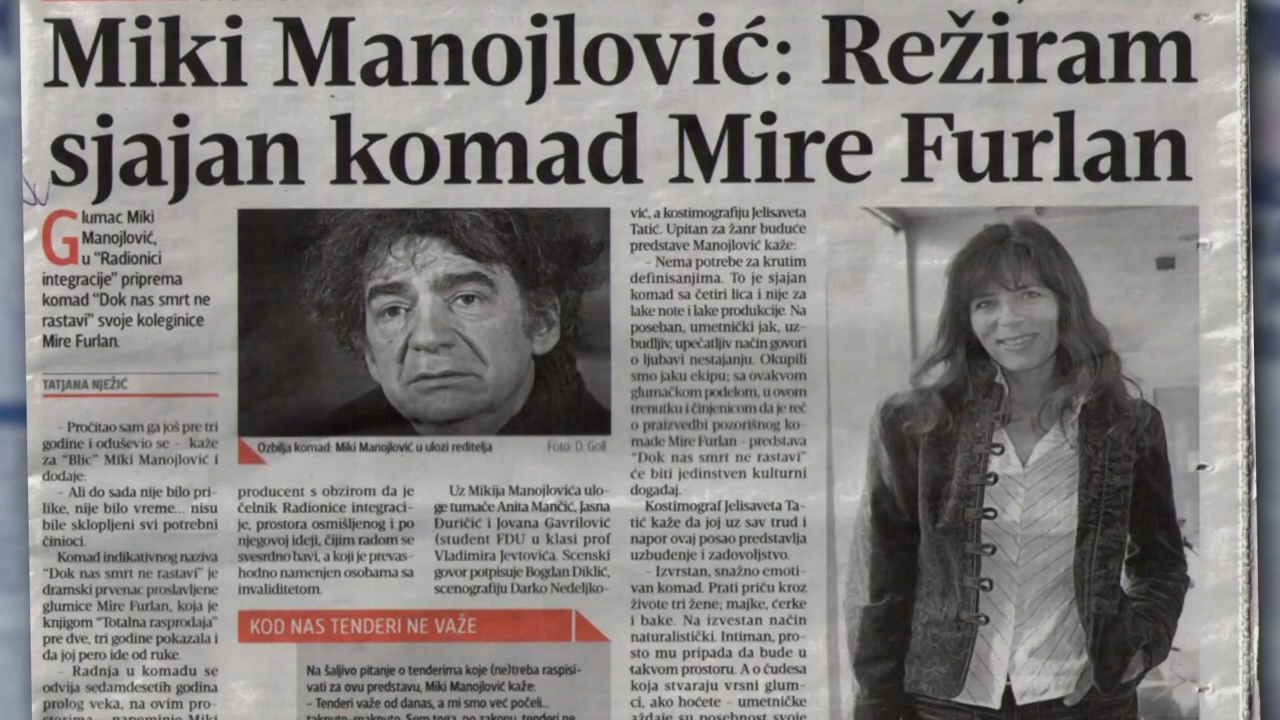 Miki Manojlović: Režiram
sjajan komad Mire Furlan
Glumac Miki
Manojlović,
u “Radionici
integracije” priprema
komad “Dok nas smrt ne
rastavi” svoje koleginice
Mire Furlan.
TATJANA NJEŽIĆ
– Pročitao sam ga još pre tri
godine i oduševio se – kaže
za “Blic” Miki Manojlović i
dodaje:
– Ali do sada nije bilo pri-
like, nije bilo vreme... nisu
bile sklopljeni svi potrebni
činioci.
Komad indikativnog naziva
“Dok nas smrt ne rastavi” je
dramski prvenac proslavljene
glumice Mire Furlan, koja je
knjigom “Totalna rasprodaja”
pre dve, tri godine pokazala i
da joj pero ide od ruke.
– Radnja u komadu se
odvija sedamdesetih godina
prolog veka, na ovim pro-
storima – napominje Miki
Ozbilja komad: Miki Manojlović u ulozi reditelja
Foto: D. Goll
producent s obzirom da je
čelnik Radionice integraci-
je, prostora osmišljenog i po
njegovoj ideji, čijim radom se
svesrdno bavi, a koji je prevas-
hodno namenjen osobama sa
invaliditetom.
Uz Mikija Manojlovića ulo-
ge tumače Anita Mančić, Jasna
Đuričić i Jovana Gavrilović
(student FDU u klasi prof
Vladimira Jevtovića. Scenski
govor potpisuje Bogdan Diklić,
scenografiju Darko Nedeljko-
KOD NAS TENDERI NE VAŽE
Na šaljivo pitanje o tenderima koje (ne)treba raspisi-
vati za ovu predstavu, Miki Manojlović kaže:
– Tenderi važe od danas, a mi smo već počeli...
vić, a kostimografiju Jelisaveta
Tatić. Upitan za žanr buduće
predstave Manojlović kaže:
– Nema potrebe za krutim
definisanjima. To je sjajan
komad sa četiri lica i nije za
lake note i lake produkcije. Na
poseban, umetnički jak, uz-
budljiv, upečatljiv način govori
o ljubavi nestajanju. Okupili
smo jaku ekipu; sa ovakvom
glumačkom podelom, u ovom
trenutku i činjenicom da je reč
o praizvedbi pozorišnog ko-
made Mire Furlan – predstava
“Dok nas smrt ne rastavi”
će biti jedinstven kulturni
događaj.
Kostimograf Jelisaveta Ta-
tić kaže da joj uz sav trud i
napor ovaj posao predstavlja
uzbuđenje i zadovoljstvo.
– Izvrstan, snažno emoti-
van komad. Prati priču kroz
živote tri žene; majke, ćerke
i bake. Na izvestan način
naturalistički. Intiman, pro-
sto mu pripada da bude u
takvom prostoru. A o čudesa
koja stvaraju vrsni glum-
ci, ako hoćete – umetničke